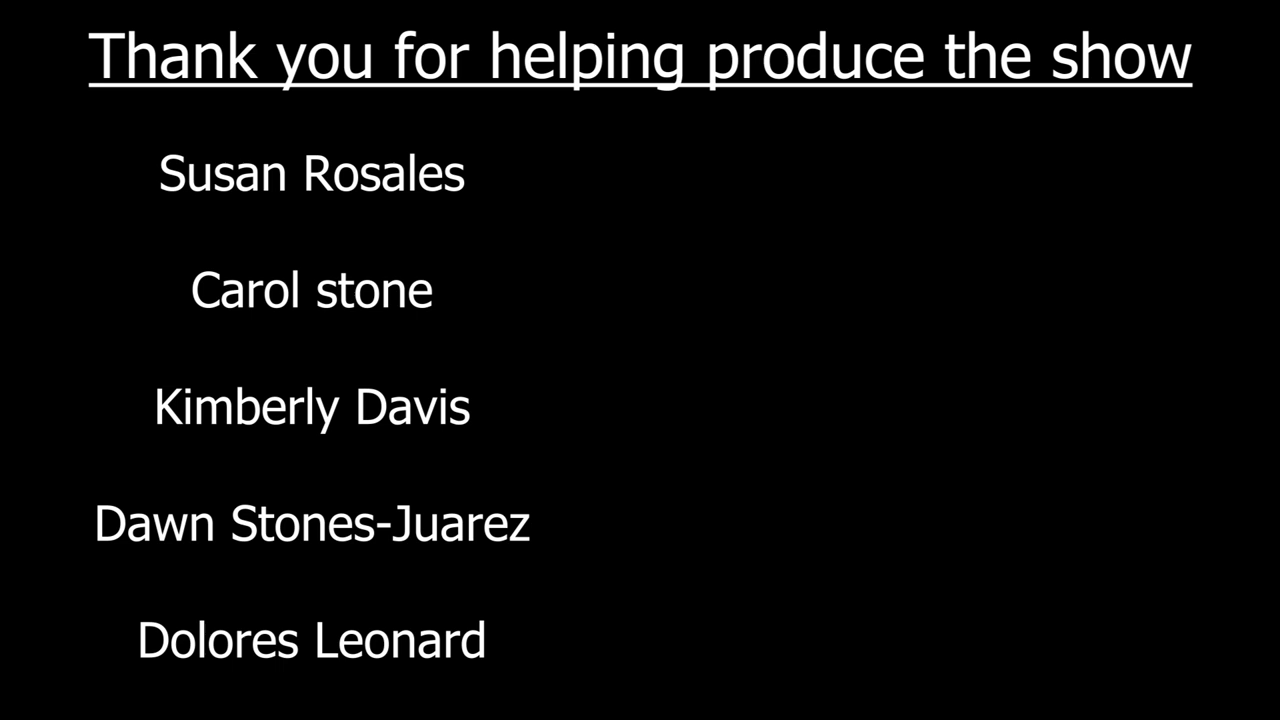 Thank you for helping produce the show
Susan Rosales
Carol stone
Kimberly Davis
Dawn Stones-Juarez
Dolores Leonard